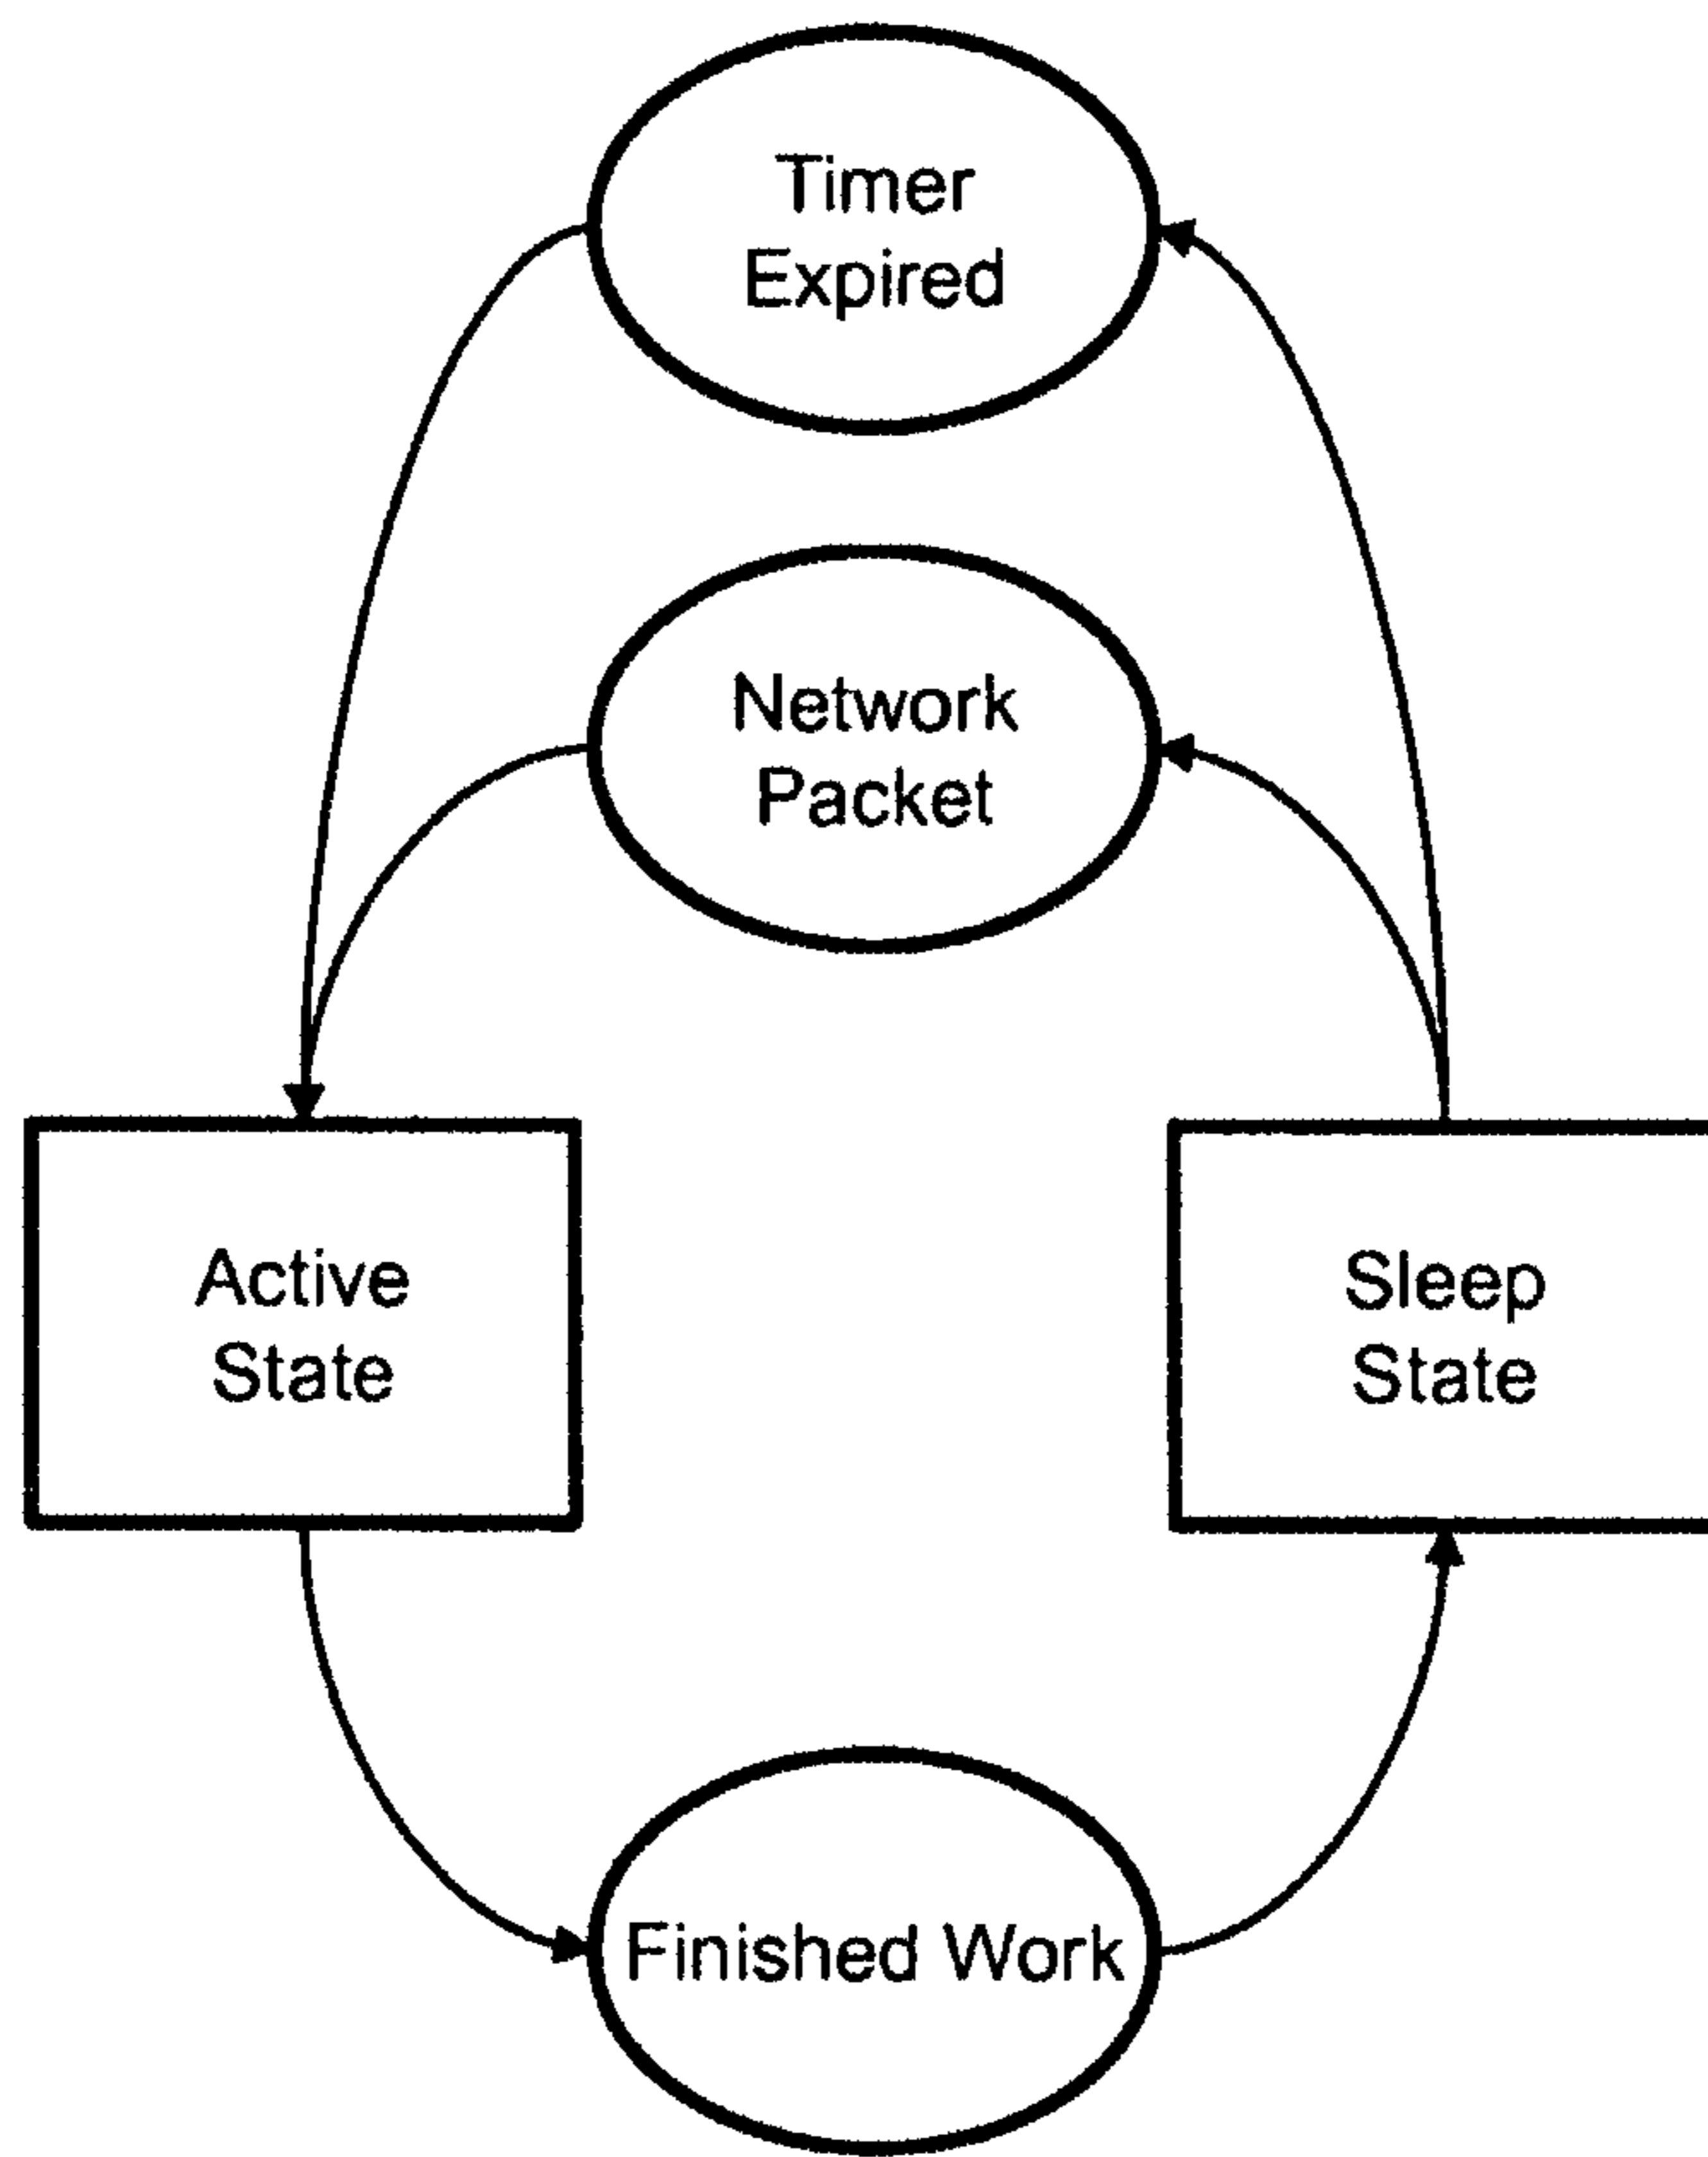 Timer
Expired
Network
Packet
Active
State
Sleep
State
Finished Work